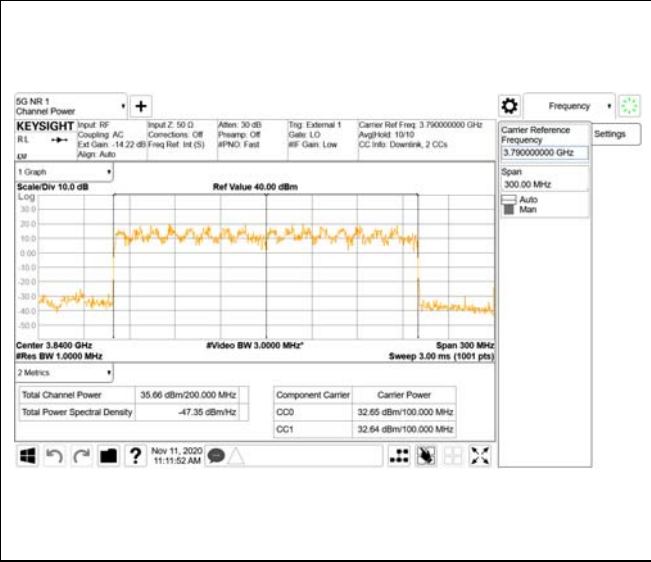 5G NR 1
Channel Power
+
Frequency
KEYSIGHT
RL
Input: RF
Coupling: AC
Ext Gain: -14.22 dB
Align: Auto
Input Z: 50 Ω
Corrections: Off
Freq Ref: Int (S)
Atten: 30 dB
Preamp: Off
#PNO: Fast
Trig: External 1
Gate: LO
#IF Gain: Low
Carrier Ref Freq: 3.790000000 GHz
Avg|Hold: 10/10
CC Info: Downlink, 2 CCs
Carrier Reference
Frequency
3.790000000 GHz
Settings
Span
300.00 MHz
Auto
Man
1 Graph
Scale/Div 10.0 dB
Ref Value 40.00 dBm
Log
30.0
20.0
10.0
0.00
-10.0
-20.0
-30.0
-40.0
-50.0
Center 3.8400 GHz
#Video BW 3.0000 MHz*
Span 300 MHz
#Res BW 1.0000 MHz
Sweep 3.00 ms (1001 pts)
2 Metrics
Total Channel Power
35.66 dBm/200.000 MHz
Total Power Spectral Density
-47.35 dBm/Hz
Component Carrier
Carrier Power
CC0
32.65 dBm/100.000 MHz
CC1
32.64 dBm/100.000 MHz
?
Nov 11, 2020
11:11:52 AM